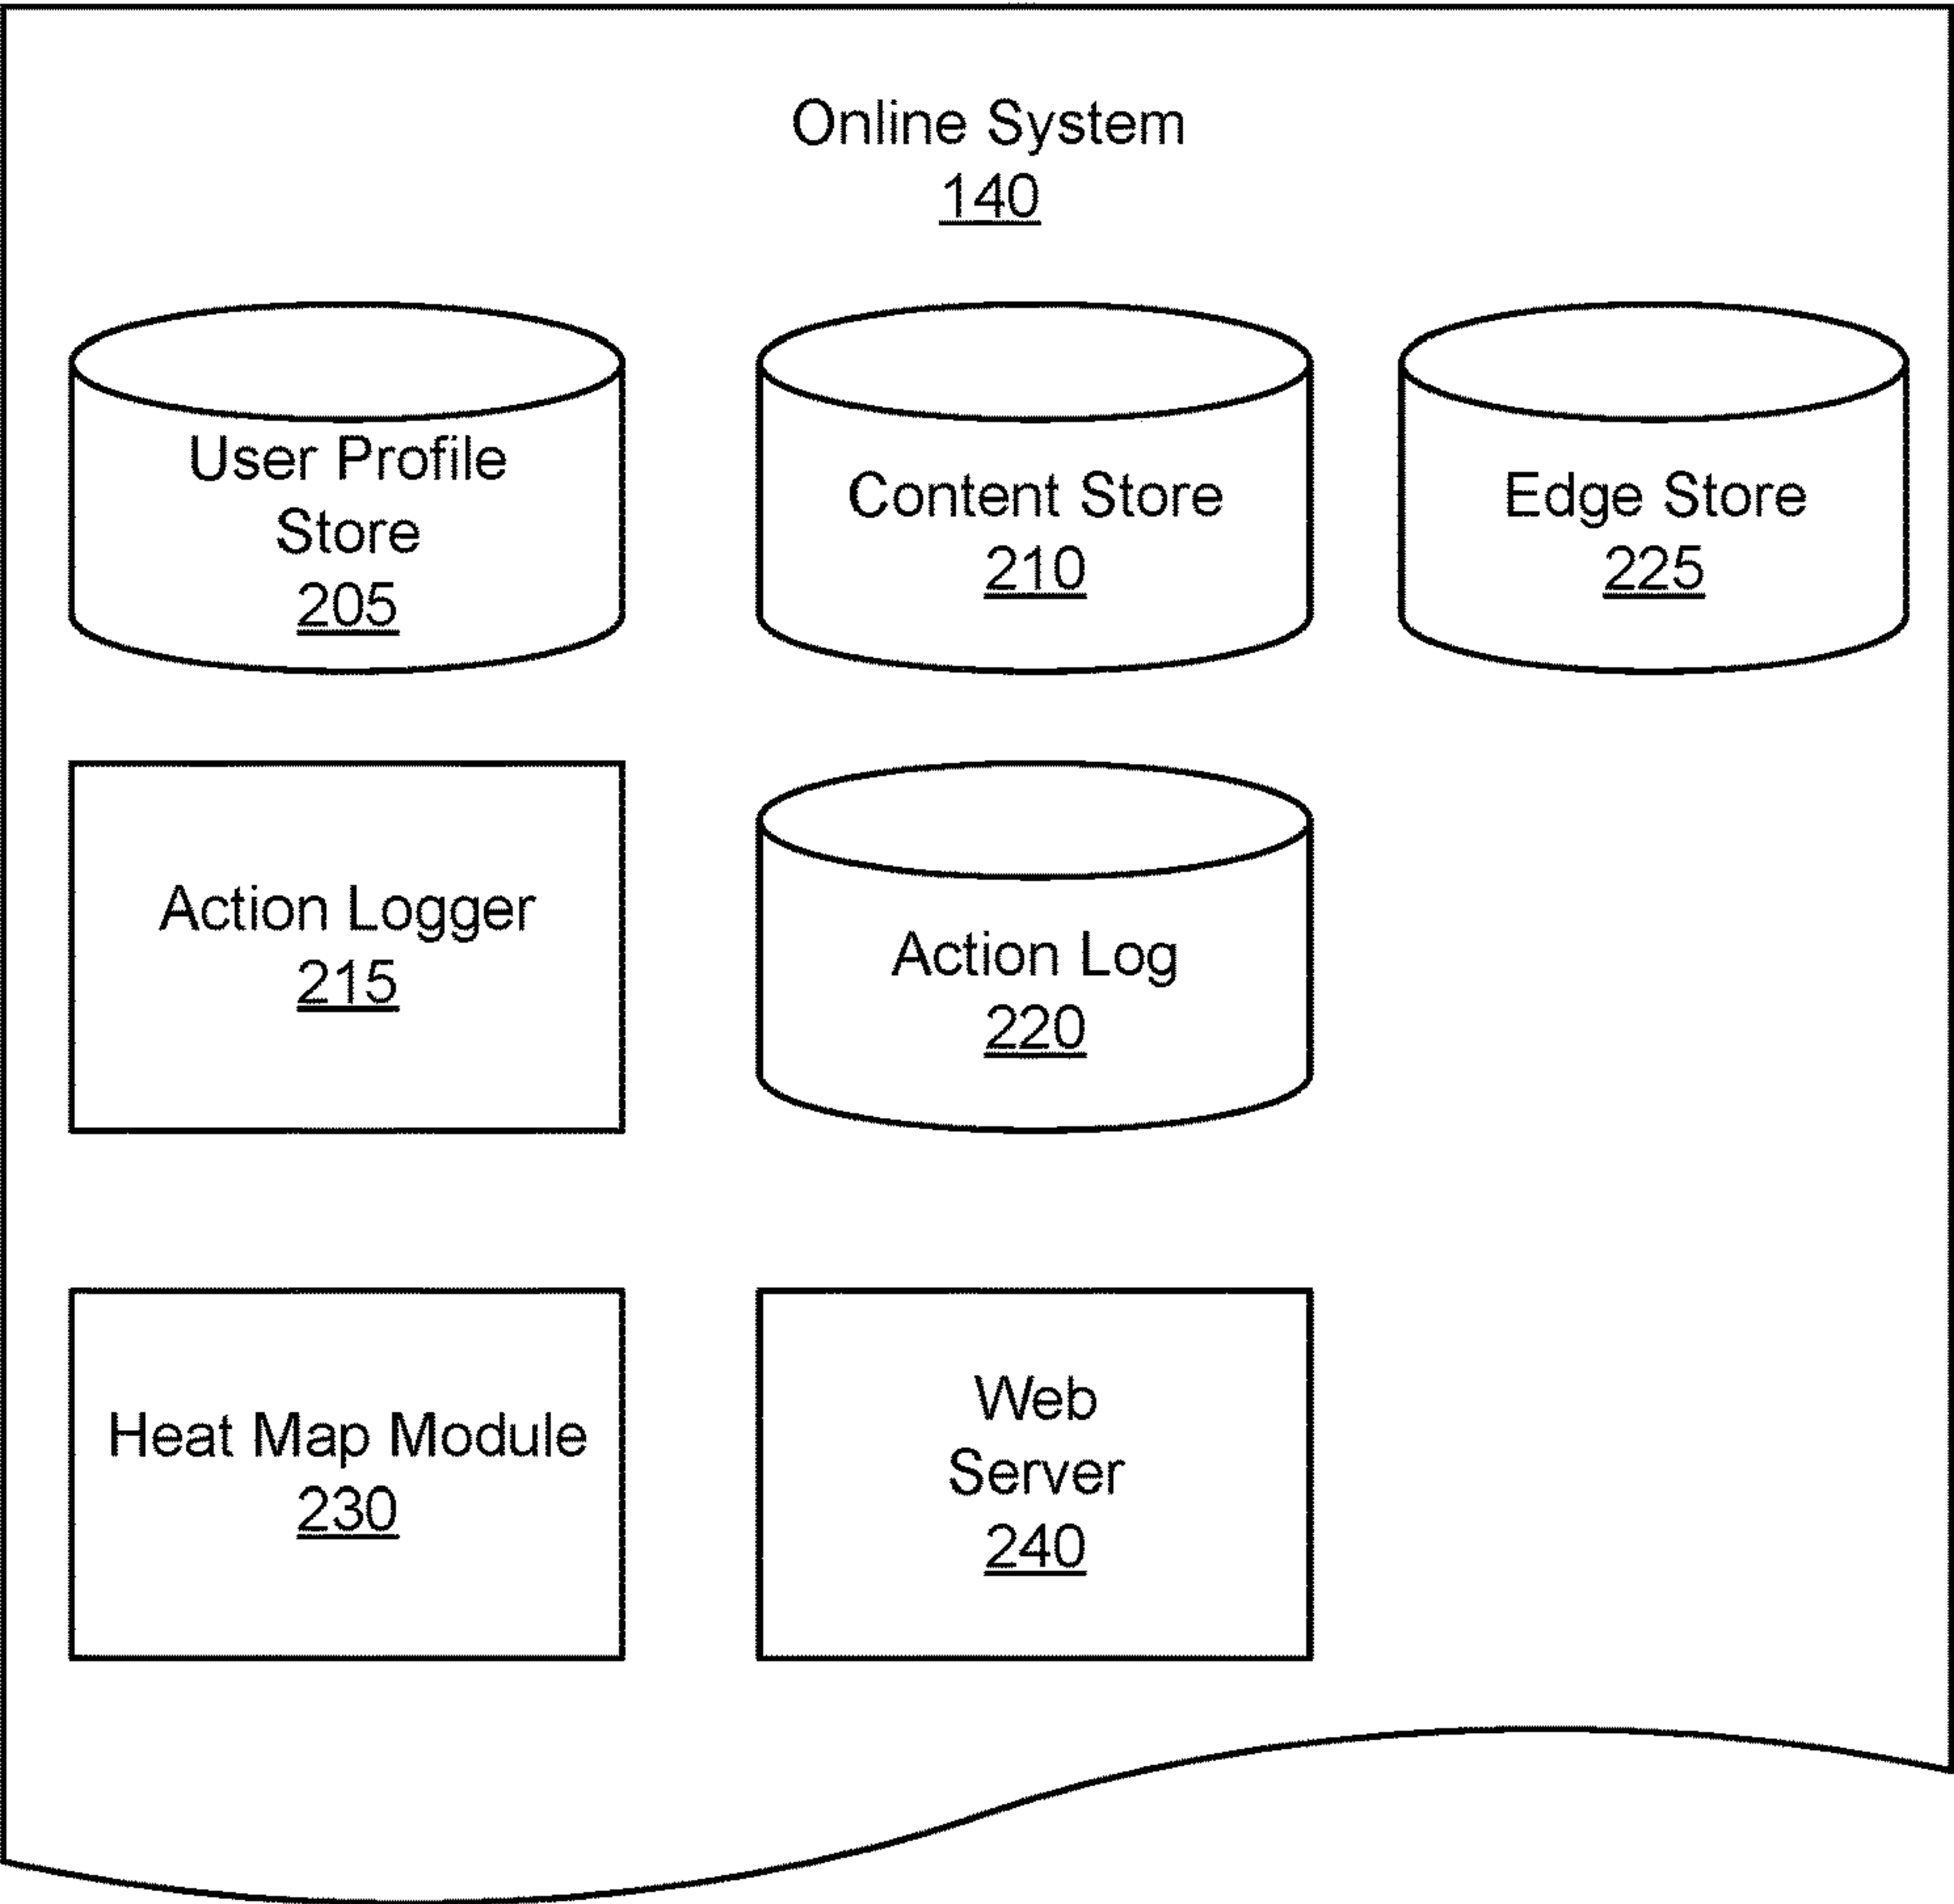 Online System
140
User Profile
Store
205
Content Store
210
Edge Store
225
Action Logger
215
Action Log
220
Heat Map Module
230
Web
Server
240